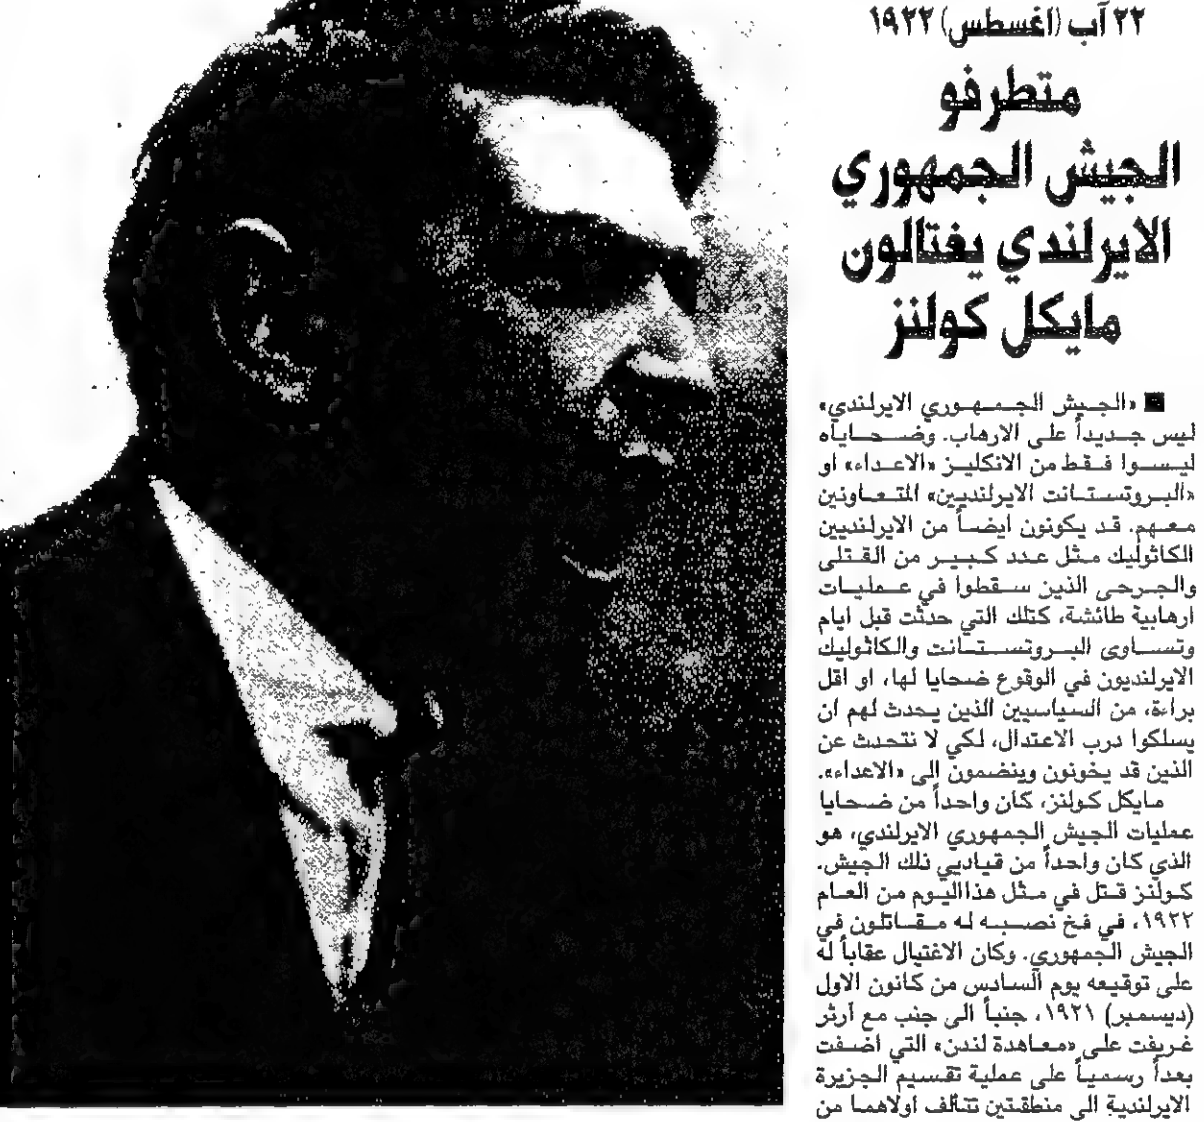 ٢٢ آب (اغسطس) ١٩٢٢
متطرفو
الجيش الجمهوري
الايرلندي يغتالون
مايكل كولنز
■ «الجيش الجمهوري الايرلندي»
ليس جديداً على الارهاب. وضحاياه
ليسوا فقط من الانكليز «الاعداء» او
«البروتستانت الايرلنديين» المتعاونين
معهم. قد يكونون ايضاً من الايرلنديين
الكاثوليك مثل عدد كبير من القتلى
والجرحى الذين سقطوا في عمليات
ارهابية طائشة، كتلك التي حدثت قبل ايام
وتساوى البروتستانت والكاثوليك
الايرلنديون في الوقوع ضحايا لها، او اقل
براءة، من السياسيين الذين يحدث لهم ان
يسلكوا درب الاعتدال، لكي لا نتحدث عن
الذين قد يخونون وينضمون الى «الاعداء».
مايكل كولنز، كان واحداً من ضحايا
عمليات الجيش الجمهوري الايرلندي، هو
الذي كان واحداً من قياديي ذلك الجيش.
كولنز قتل في مثل هذااليوم من العام
١٩٢٢، في فخ نصبه له مقاتلون في
الجيش الجمهوري. وكان الاغتيال عقاباً له
على توقيعه يوم السادس من كانون الاول
(ديسمبر) ١٩٢١، جنباً الى جنب مع أرثر
غريفت على «معاهدة لندن» التي اضفت
بعداً رسمياً على عملية تقسيم الجزيرة
الايرلندية الى منطقتين تتألف اولاهما من